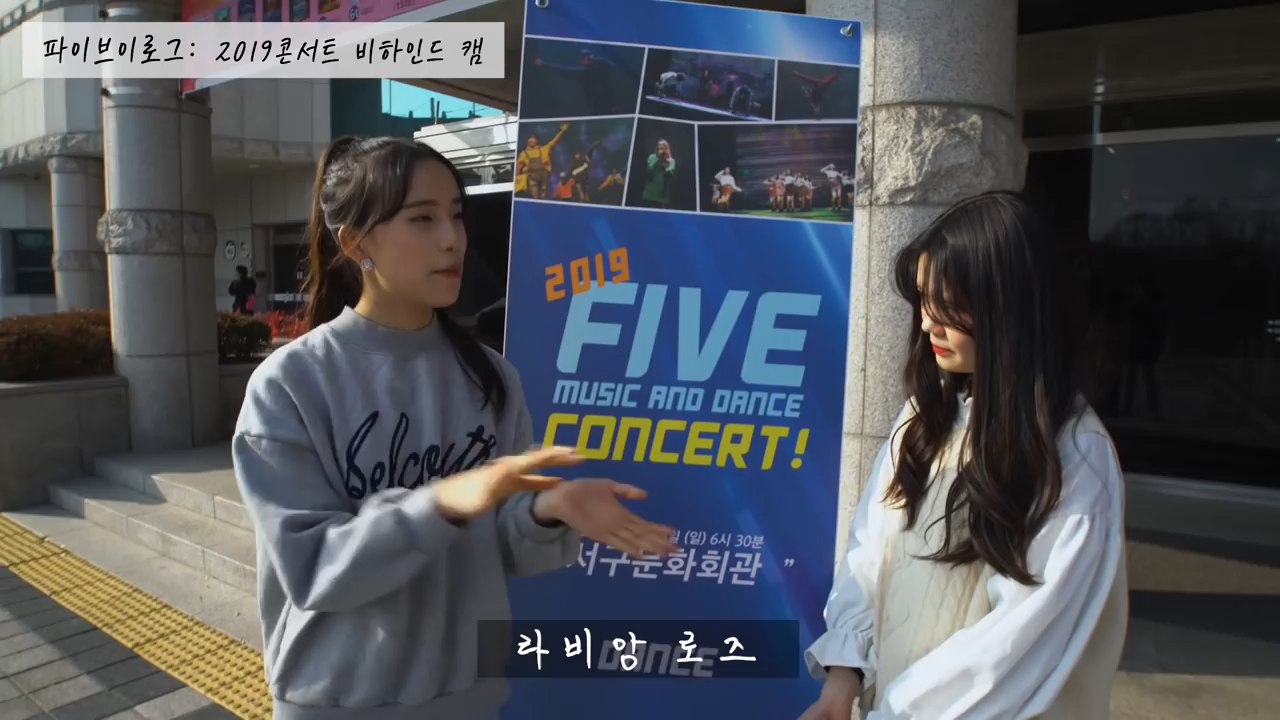 파이브이로그: 2019콘서트 비하인드 캠
2019
FIVE
MUSIC AND DANCE
CONCERT!
(일) 6시 30분
서구문화회관 "
라비앙 로즈
DANCE